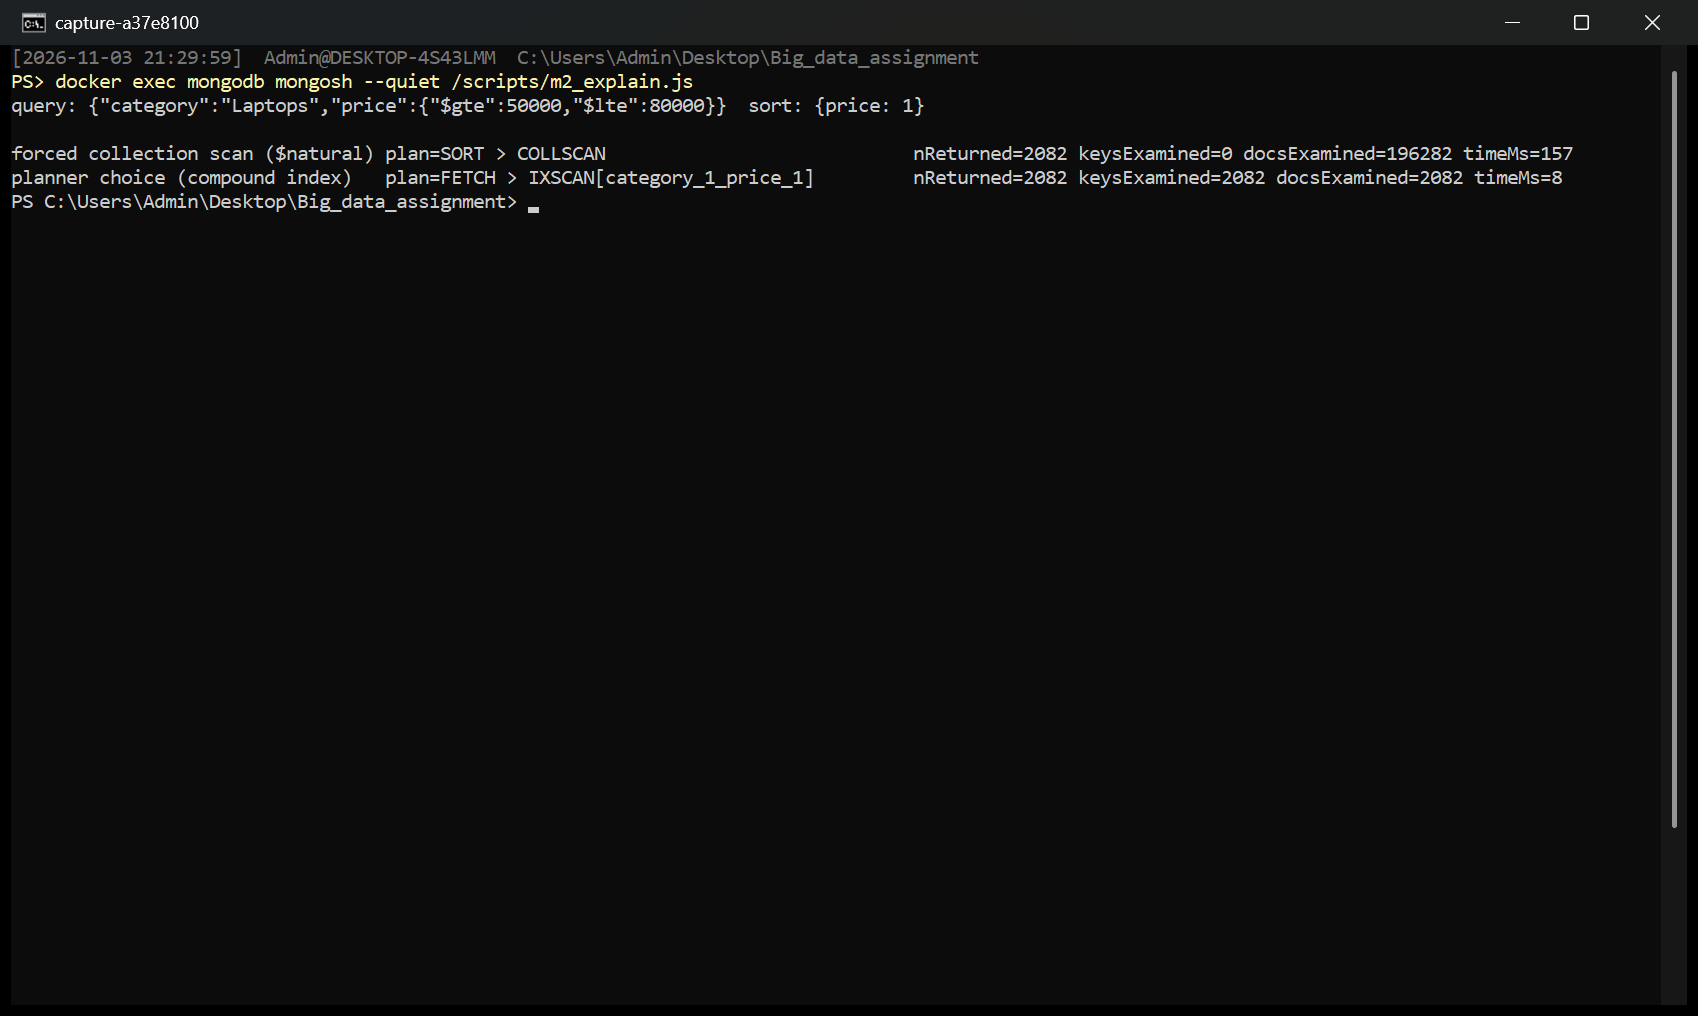 capture-a37e8100
[2026-11-03 21:29:59]  Admin@DESKTOP-4S43LMM  C:\Users\Admin\Desktop\Big_data_assignment
PS> docker exec mongodb mongosh --quiet /scripts/m2_explain.js
query: {"category":"Laptops","price":{"$gte":50000,"$lte":80000}}  sort: {price: 1}
forced collection scan ($natural) plan=SORT > COLLSCAN                            nReturned=2082 keysExamined=0 docsExamined=196282 timeMs=157
planner choice (compound index)   plan=FETCH > IXSCAN[category_1_price_1]         nReturned=2082 keysExamined=2082 docsExamined=2082 timeMs=8
PS C:\Users\Admin\Desktop\Big_data_assignment>